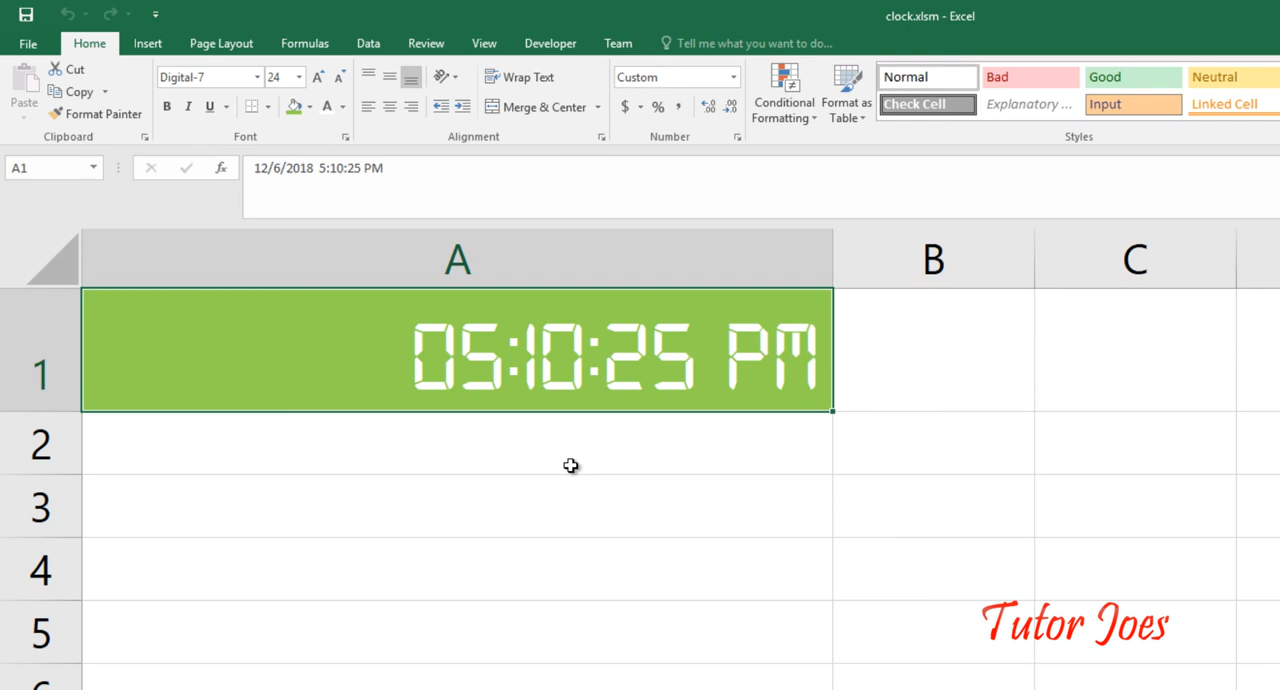 clock.xlsm - Excel
File Home Insert Page Layout Formulas Data Review View Developer Team Tell me what you want to do...
Paste
Cut
Copy
Format Painter
Clipboard
Digital-7 24
B I U
Font
Wrap Text
Merge & Center
Alignment
Custom
$ % ,
Number
Conditional Formatting
Format as Table
Normal Bad Good Neutral
Check Cell Explanatory ... Input Linked Cell
Styles
A1 fx 12/6/2018 5:10:25 PM
A B C
1 05:10:25 PM
2
3
4
5
Tutor Joes